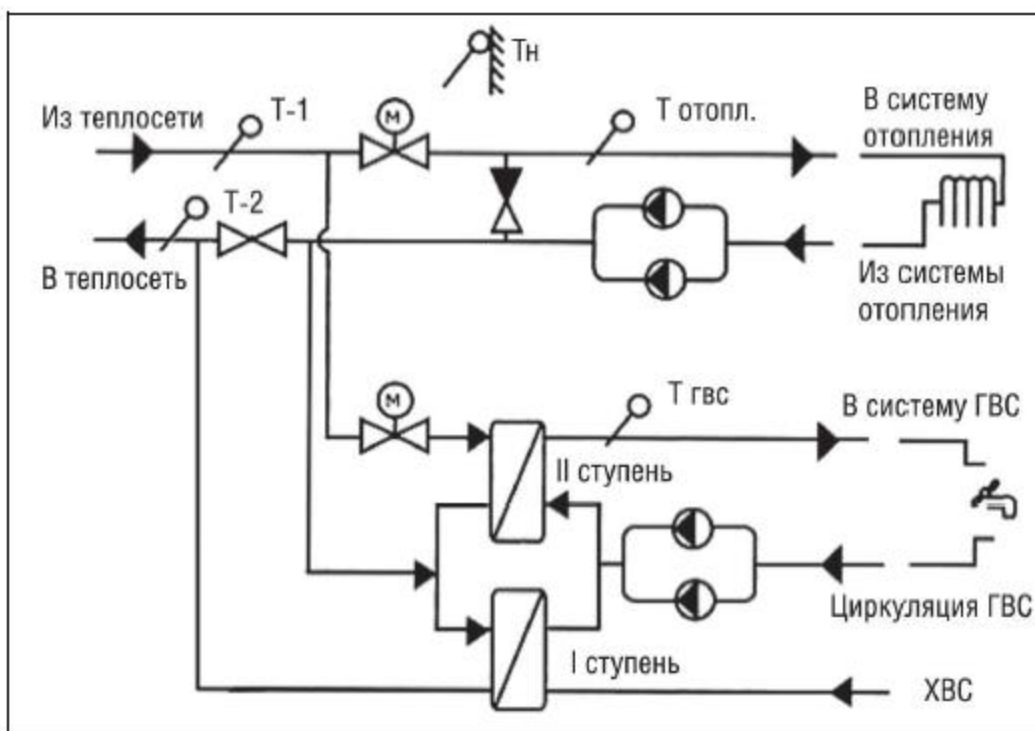 Тн
Из теплосети
Т-1
М
Т отопл.
В систему
отопления
Т-2
В теплосеть
Из системы
отопления
М
Т гвс
В систему ГВС
II ступень
Циркуляция ГВС
I ступень
ХВС